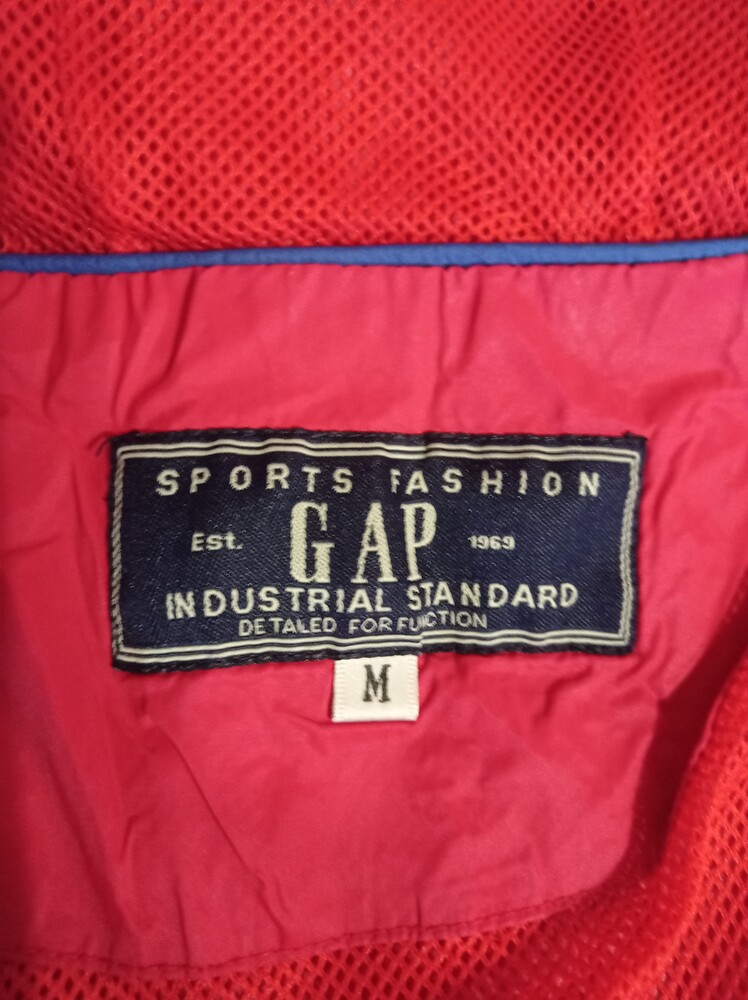 SPORTS FASHION
Est. GAP 1969
INDUSTRIAL STANDARD
DETALED FOR FUNCTION
M